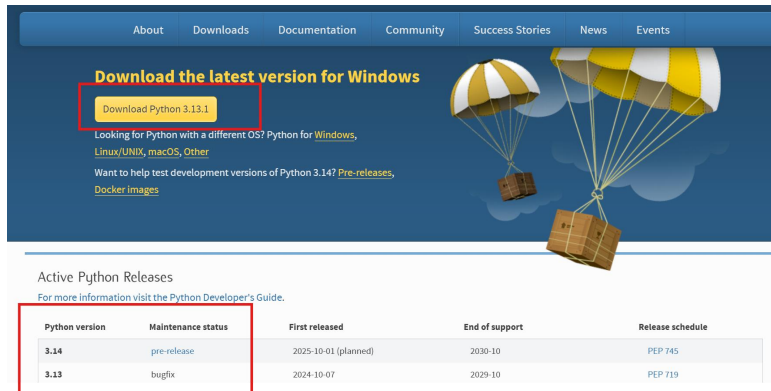 About Downloads Documentation Community Success Stories News Events
Download the latest version for Windows
Download Python 3.13.1
Looking for Python with a different OS? Python for Windows,
Linux/UNIX, macOS, Other
Want to help test development versions of Python 3.14? Pre-releases,
Docker images
Active Python Releases
For more information visit the Python Developer's Guide.
Python version Maintenance status First released End of support Release schedule
3.14 pre-release 2025-10-01 (planned) 2030-10 PEP 745
3.13 bugfix 2024-10-07 2029-10 PEP 719